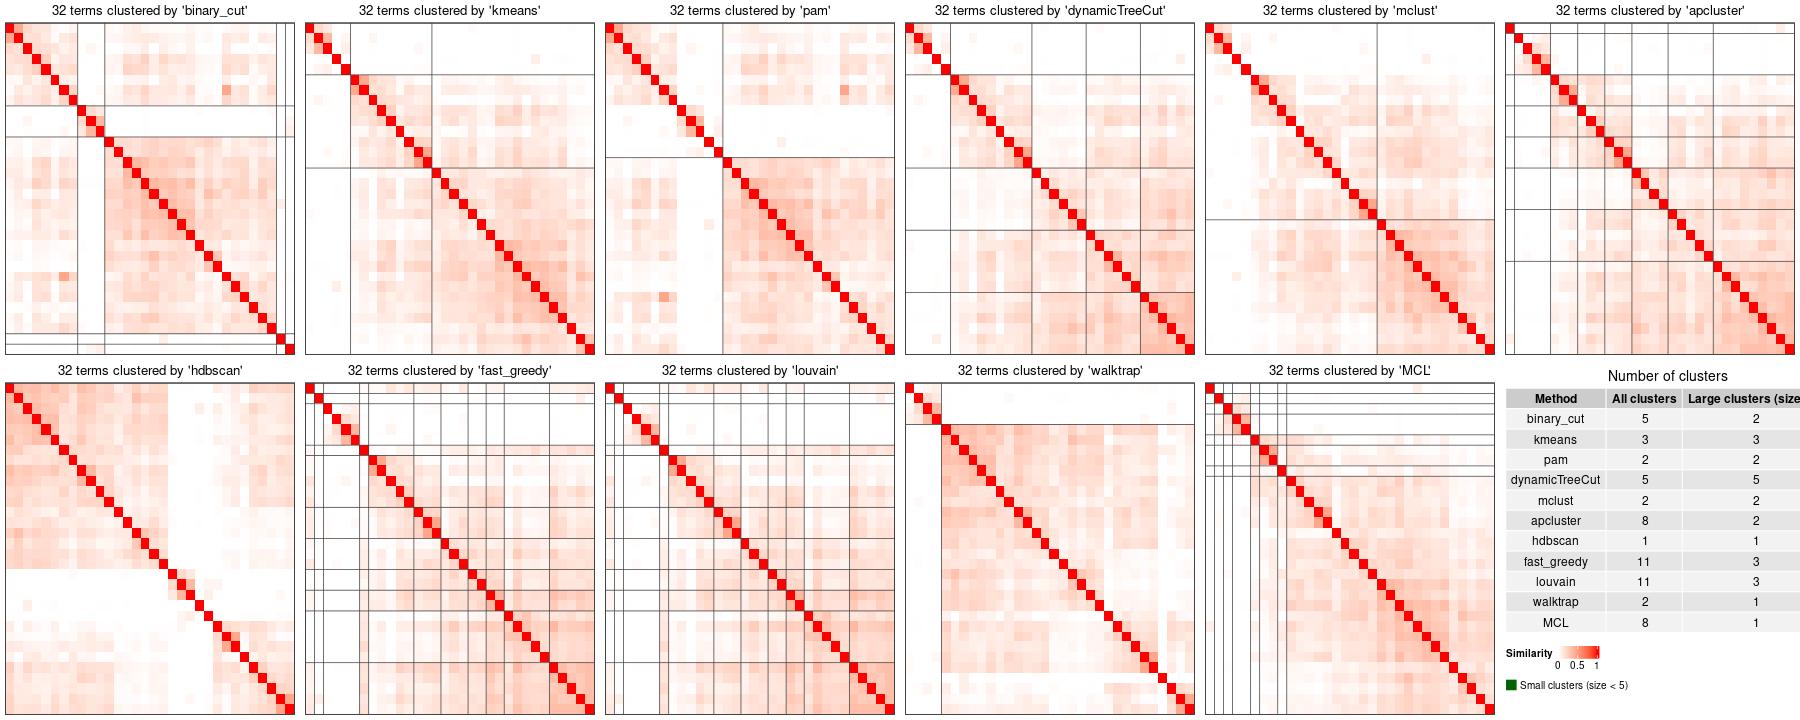 32 terms clustered by 'binary_cut'
32 terms clustered by 'kmeans'
32 terms clustered by 'pam'
32 terms clustered by 'dynamicTreeCut'
32 terms clustered by 'mclust'
32 terms clustered by 'apcluster'
32 terms clustered by 'hdbscan'
32 terms clustered by 'fast_greedy'
32 terms clustered by 'louvain'
32 terms clustered by 'walktrap'
32 terms clustered by 'MCL'
Number of clusters
Method All clusters Large clusters (size
binary_cut 5 2
kmeans 3 3
pam 2 2
dynamicTreeCut 5 5
mclust 2 2
apcluster 8 2
hdbscan 1 1
fast_greedy 11 3
louvain 11 3
walktrap 2 1
MCL 8 1
Similarity
0 0.5 1
Small clusters (size < 5)